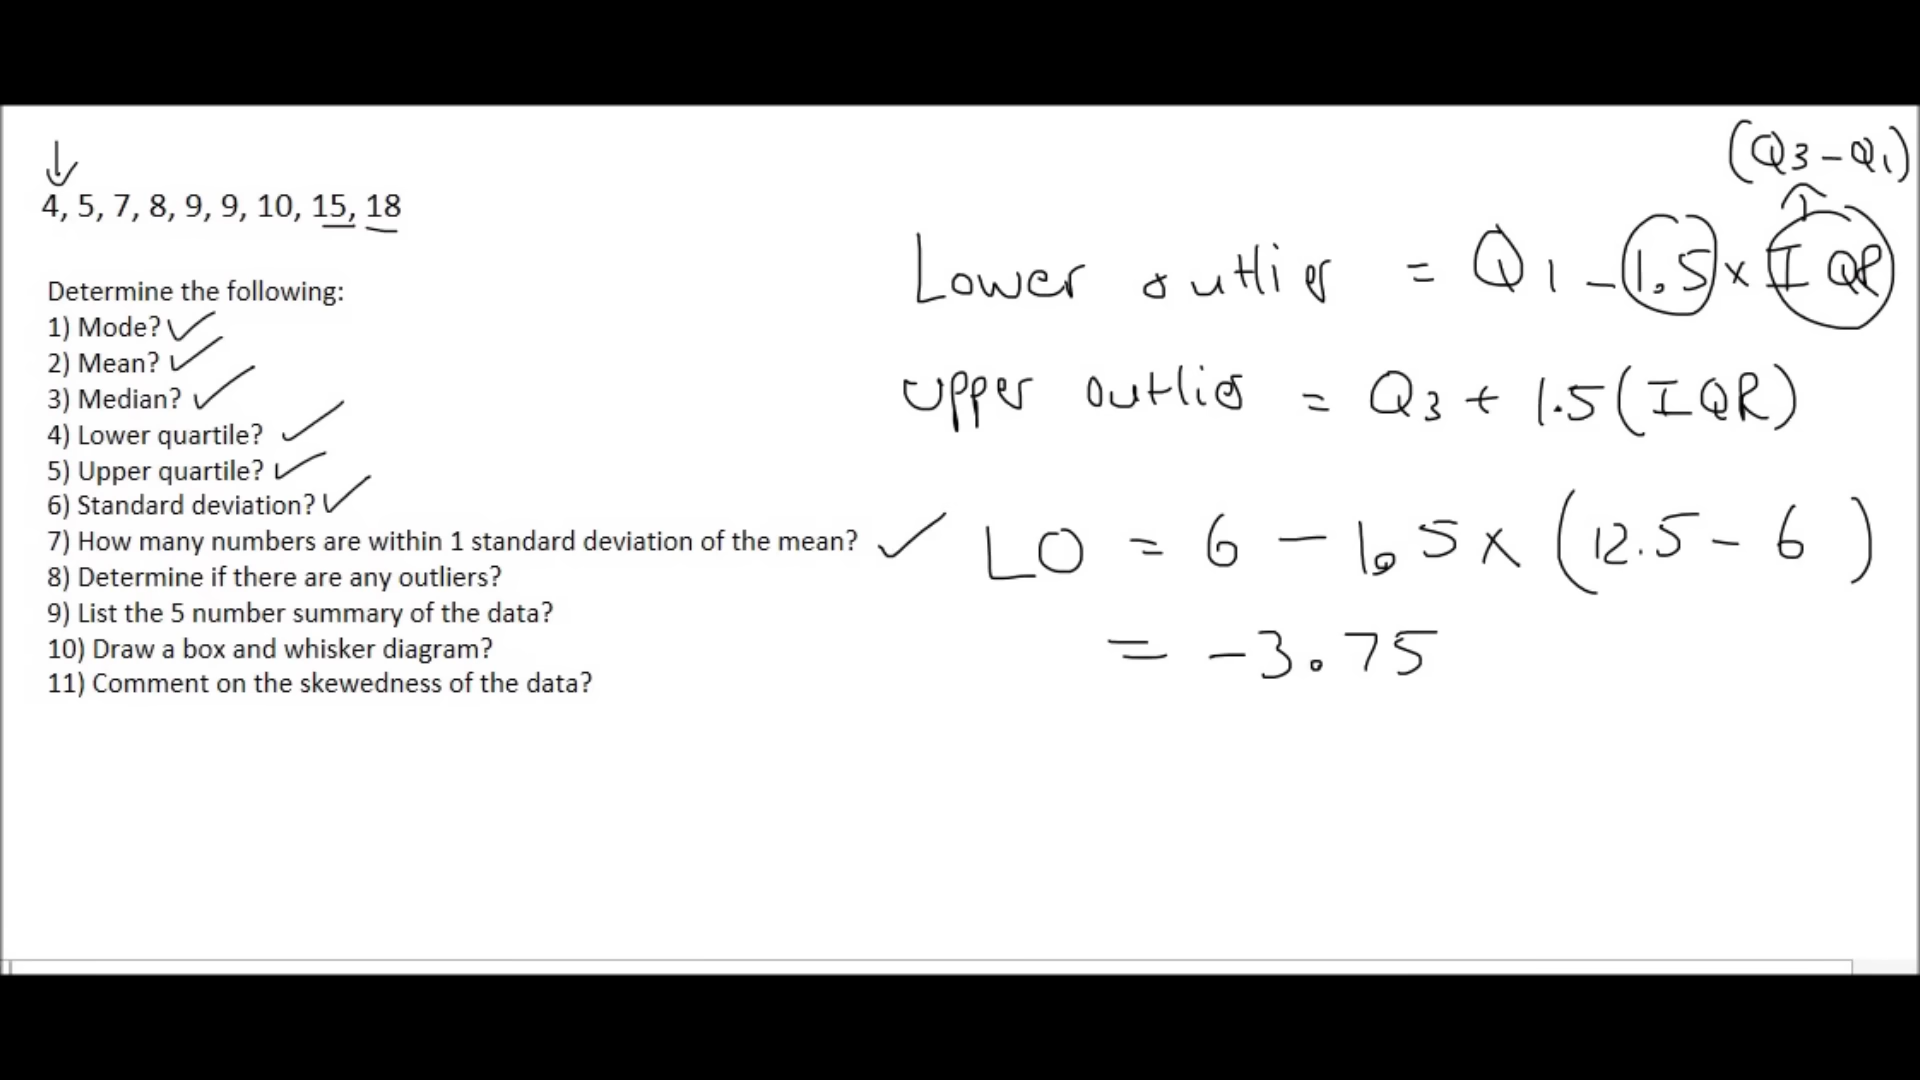 4, 5, 7, 8, 9, 9, 10, 15, 18
Determine the following:
1) Mode?
2) Mean?
3) Median?
4) Lower quartile?
5) Upper quartile?
6) Standard deviation?
7) How many numbers are within 1 standard deviation of the mean?
8) Determine if there are any outliers?
9) List the 5 number summary of the data?
10) Draw a box and whisker diagram?
11) Comment on the skewedness of the data?
(Q3 - Q1)
Lower outlier = Q1 - 1.5 x IQR
Upper outlier = Q3 + 1.5 (IQR)
LO = 6 - 1.5 x (12.5 - 6)
= -3.75